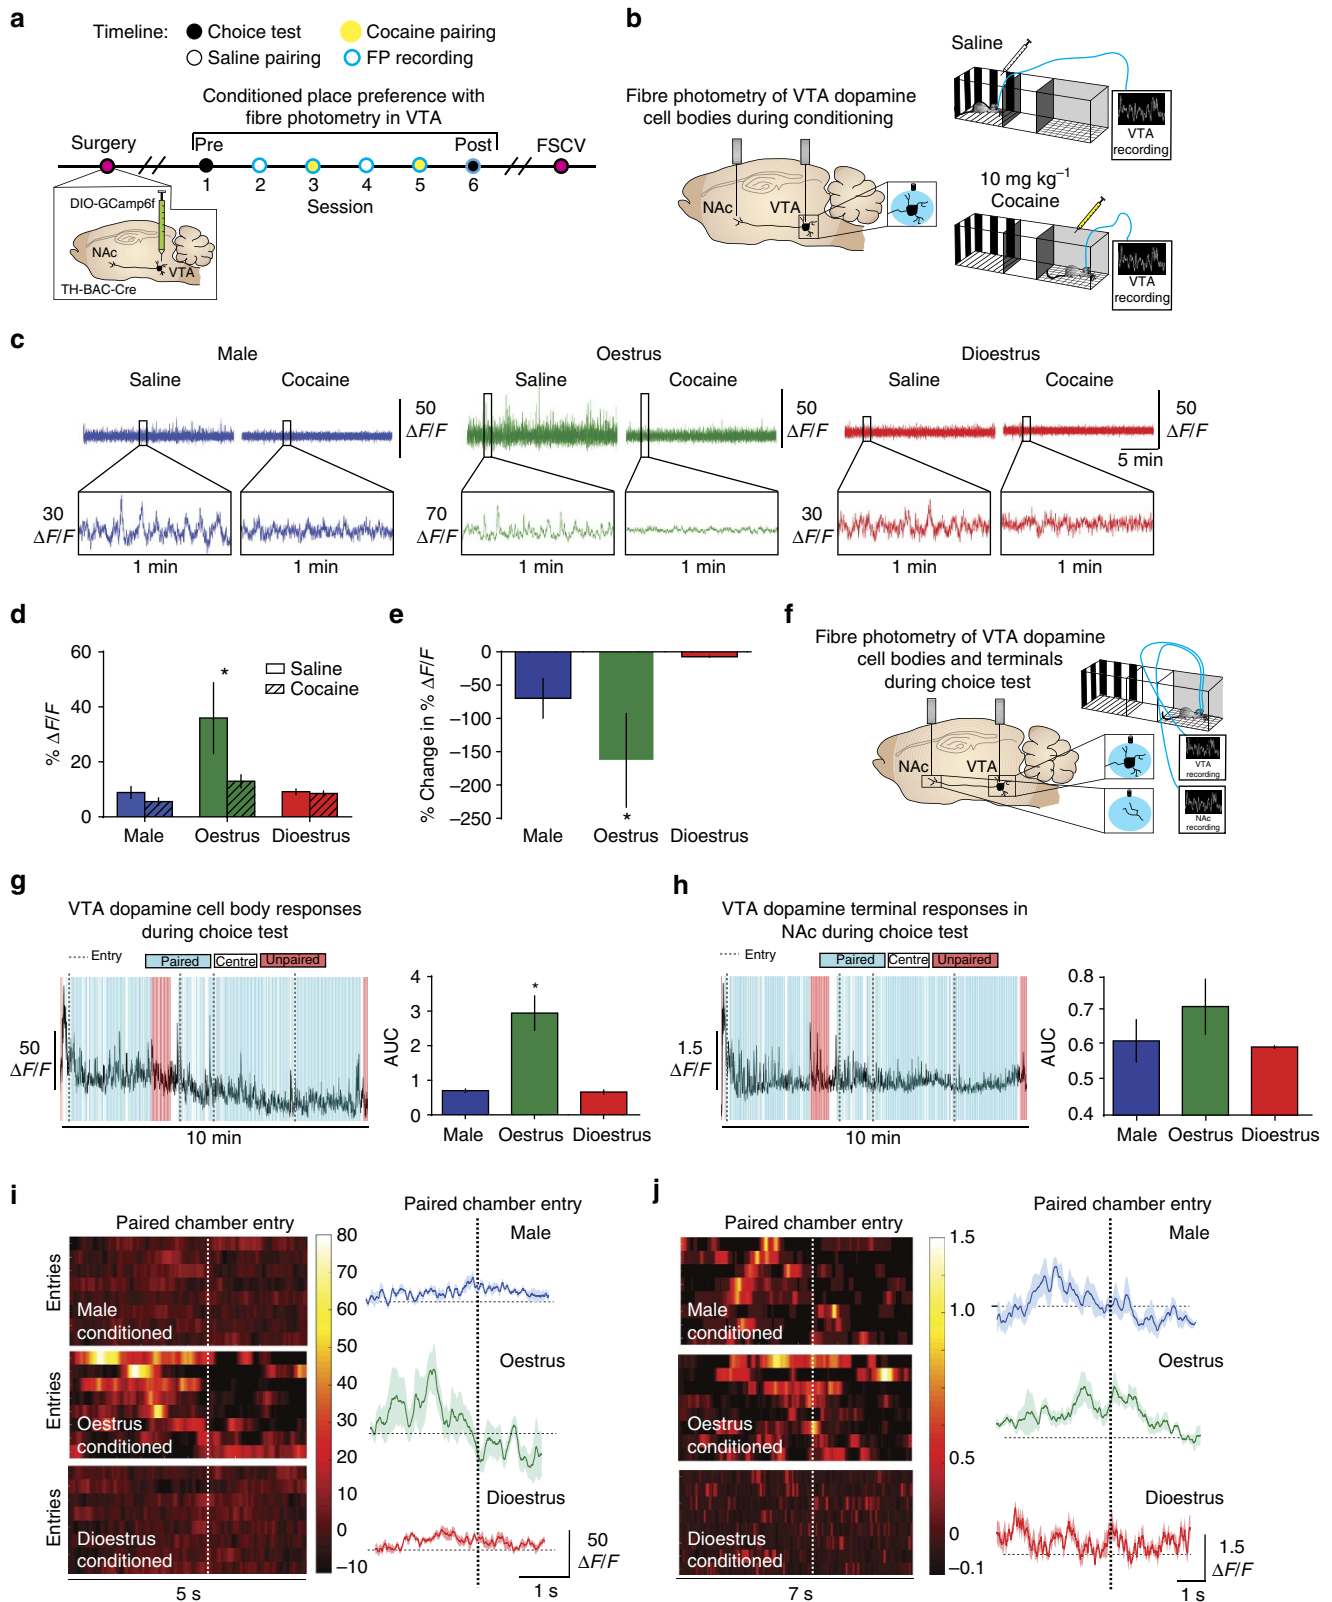 a
Timeline:
Choice test
Cocaine pairing
Saline pairing
FP recording
Conditioned place preference with
fibre photometry in VTA
Surgery
Pre
Post
FSCV
1 2 3 4 5 6
Session
DIO-GCamp6f
NAc
VTA
TH-BAC-Cre
b
Fibre photometry of VTA dopamine
cell bodies during conditioning
NAc
VTA
Saline
VTA
recording
10 mg kg⁻¹
Cocaine
VTA
recording
c
Male
Saline
Cocaine
50
ΔF/F
30
ΔF/F
1 min
1 min
Oestrus
Saline
Cocaine
50
ΔF/F
70
ΔF/F
1 min
1 min
Dioestrus
Saline
Cocaine
50
ΔF/F
5 min
30
ΔF/F
1 min
1 min
d
% ΔF/F
60
40
20
0
*
Saline
Cocaine
Male
Oestrus
Dioestrus
e
% Change in % ΔF/F
0
−50
−100
−150
−200
−250
*
Male
Oestrus
Dioestrus
f
Fibre photometry of VTA dopamine
cell bodies and terminals
during choice test
NAc
VTA
VTA
recording
NAc
recording
g
VTA dopamine cell body responses
during choice test
Entry
Paired
Centre
Unpaired
50
ΔF/F
10 min
AUC
4
3
2
1
0
*
Male
Oestrus
Dioestrus
h
VTA dopamine terminal responses in
NAc during choice test
Entry
Paired
Centre
Unpaired
1.5
ΔF/F
10 min
AUC
0.8
0.7
0.6
0.5
0.4
Male
Oestrus
Dioestrus
i
Paired chamber entry
Entries
Male
conditioned
Entries
Oestrus
conditioned
Entries
Dioestrus
conditioned
5 s
80
70
60
50
40
30
20
10
0
−10
Paired chamber entry
Male
Oestrus
Dioestrus
50
ΔF/F
1 s
j
Paired chamber entry
Male
conditioned
Oestrus
conditioned
Dioestrus
conditioned
7 s
1.5
1.0
0.5
0
−0.1
Paired chamber entry
Male
Oestrus
Dioestrus
1.5
ΔF/F
1 s